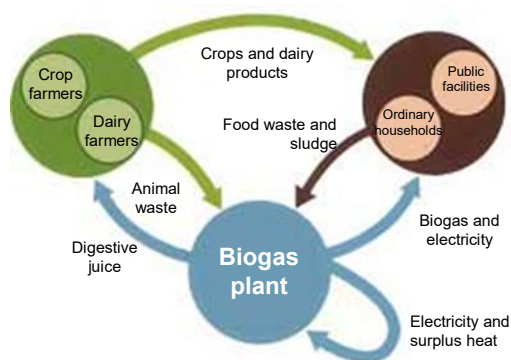 Crops and dairy
products
Crop
farmers
Dairy
farmers
Public
facilities
Ordinary
households
Food waste and
sludge
Animal
waste
Digestive
juice
Biogas
plant
Biogas and
electricity
Electricity and
surplus heat